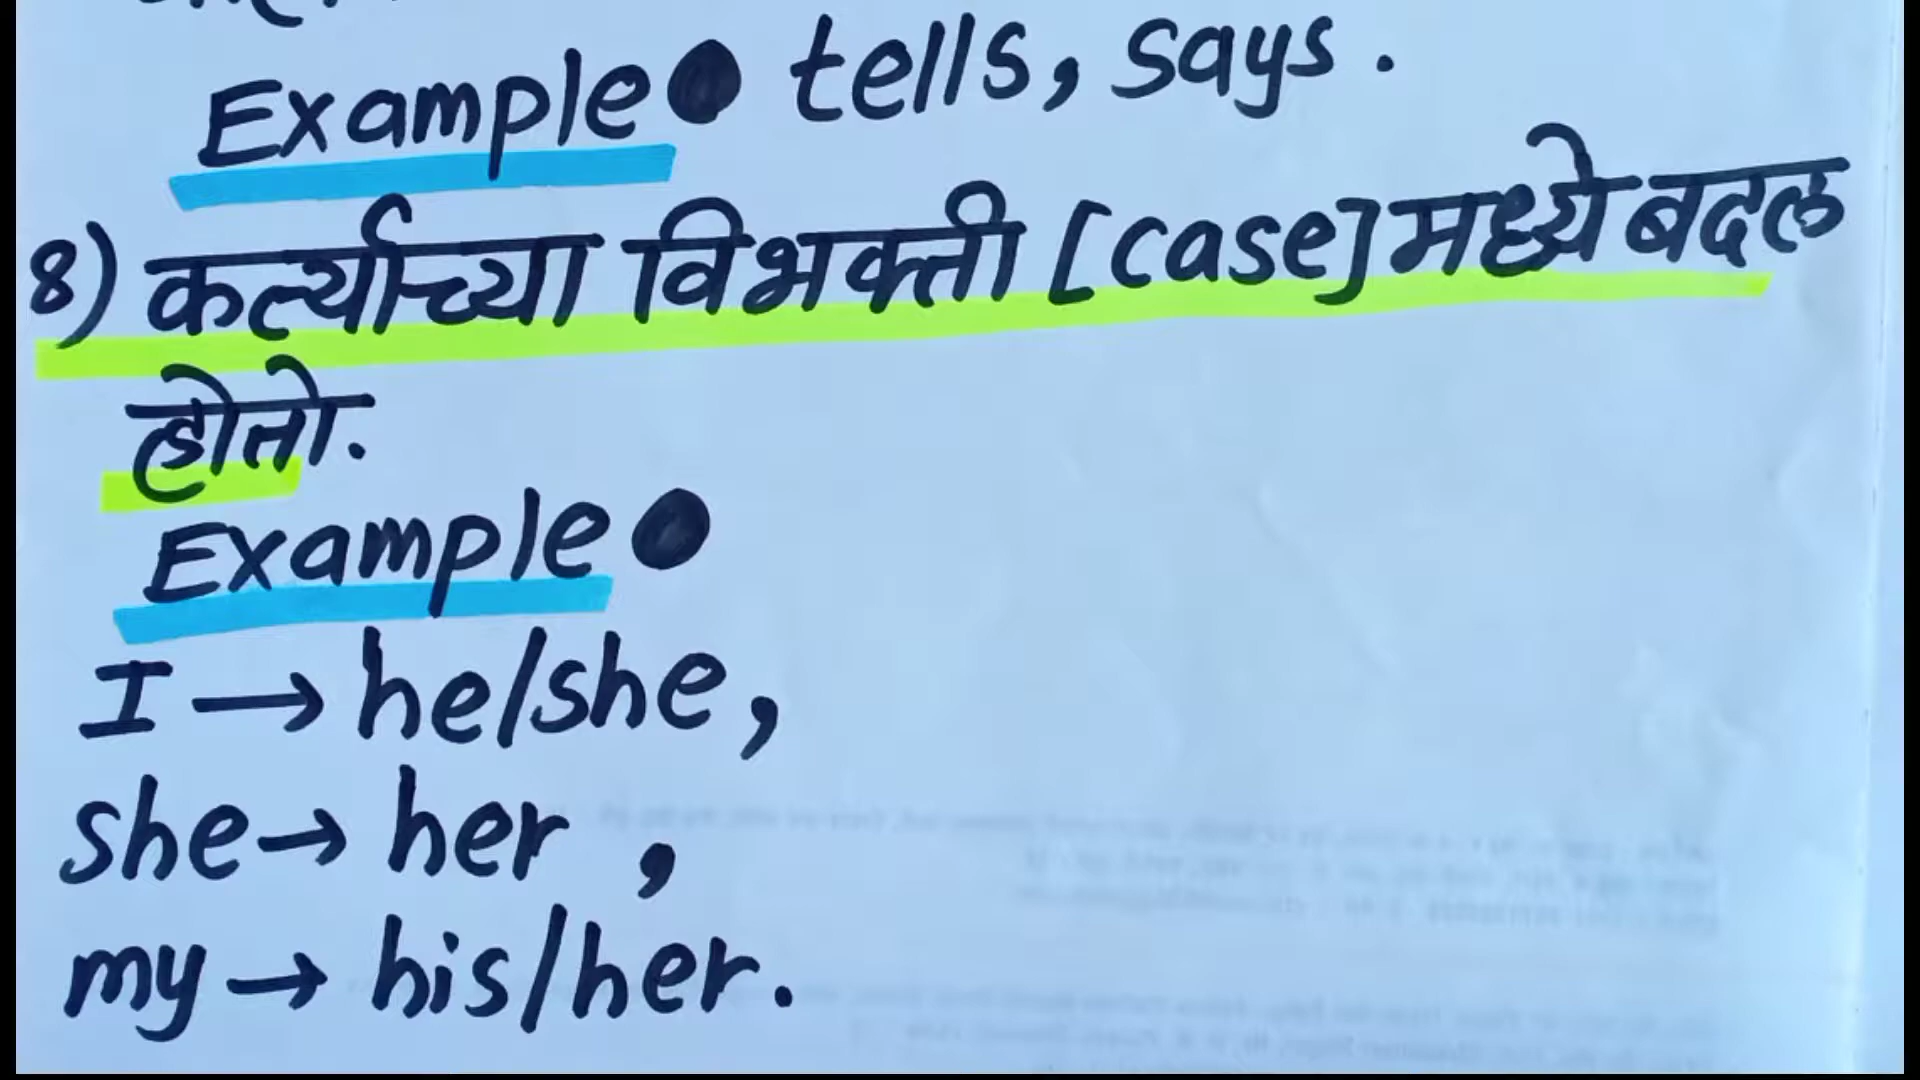 Example ● tells, says.
8) कर्त्याच्या विभक्ती [case] मध्ये बदल
होतो.
Example ●
I → he/she,
she → her ,
my → his/her.